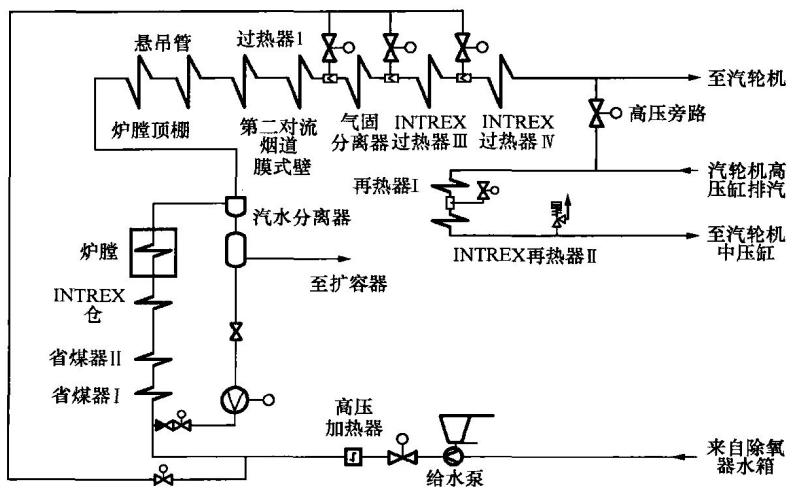 悬吊管
过热器1
炉膛顶棚
第二对流
烟道
膜式壁
气固
分离器
INTREX
过热器Ⅲ
INTREX
过热器Ⅳ
至汽轮机
高压旁路
再热器Ⅰ
汽轮机高
压缸排汽
INTREX再热器Ⅱ
至汽轮机
中压缸
汽水分离器
炉膛
至扩容器
INTREX
仓
省煤器Ⅱ
省煤器Ⅰ
高压
加热器
给水泵
来自除氧
器水箱